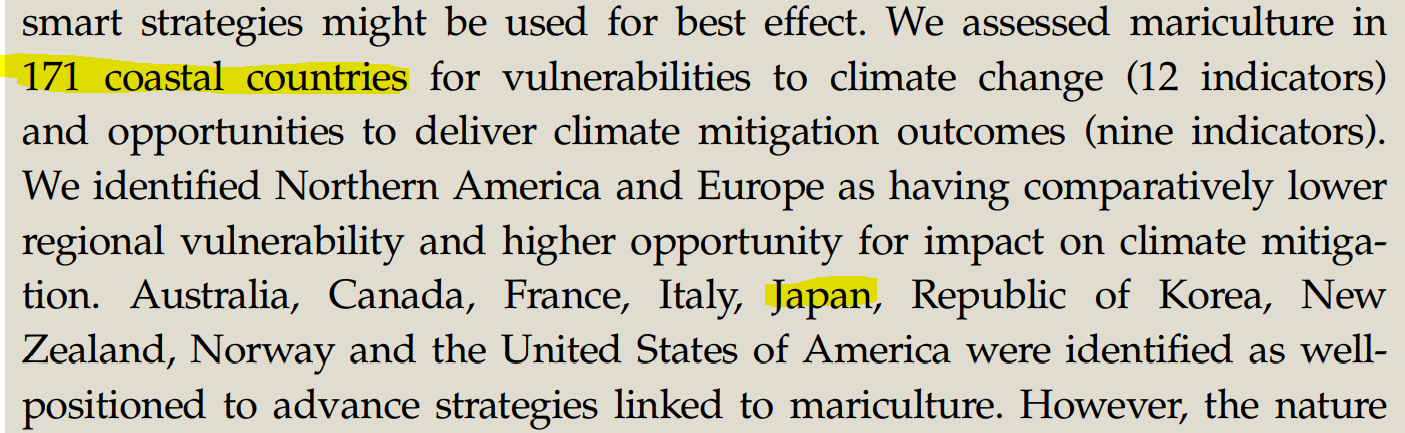 smart strategies might be used for best effect. We assessed mariculture in
171 coastal countries for vulnerabilities to climate change (12 indicators)
and opportunities to deliver climate mitigation outcomes (nine indicators).
We identified Northern America and Europe as having comparatively lower
regional vulnerability and higher opportunity for impact on climate mitiga-
tion. Australia, Canada, France, Italy, Japan, Republic of Korea, New
Zealand, Norway and the United States of America were identified as well-
positioned to advance strategies linked to mariculture. However, the nature